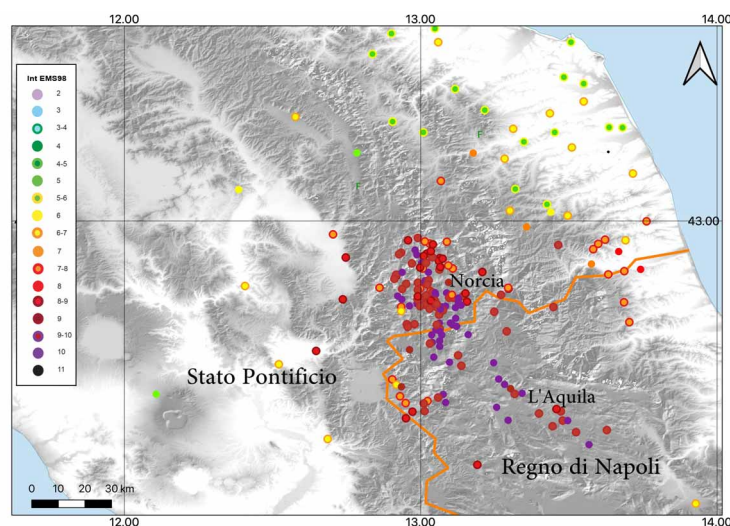 12.00 13.00 14.00
Int EMS98
2
3
3-4
4
4-5
5
5-6
6
6-7
7
7-8
8
8-9
9
9-10
10
11
F
F
43.00 43.00
Norcia
Stato Pontificio
L'Aquila
Regno di Napoli
0 10 20 30 km
12.00 13.00 14.00